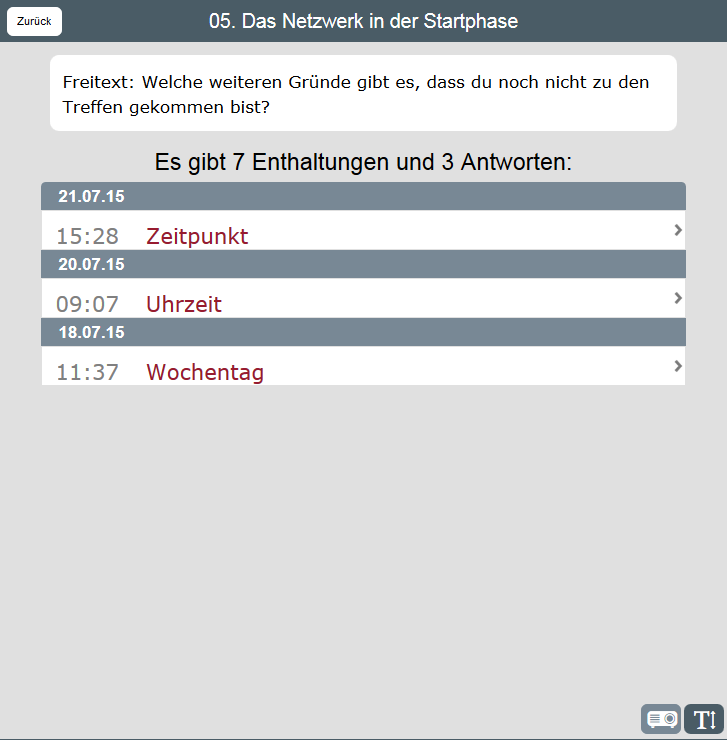 Zurück
05. Das Netzwerk in der Startphase
Freitext: Welche weiteren Gründe gibt es, dass du noch nicht zu den
Treffen gekommen bist?
Es gibt 7 Enthaltungen und 3 Antworten:
21.07.15
15:28 Zeitpunkt
20.07.15
09:07 Uhrzeit
18.07.15
11:37 Wochentag
T